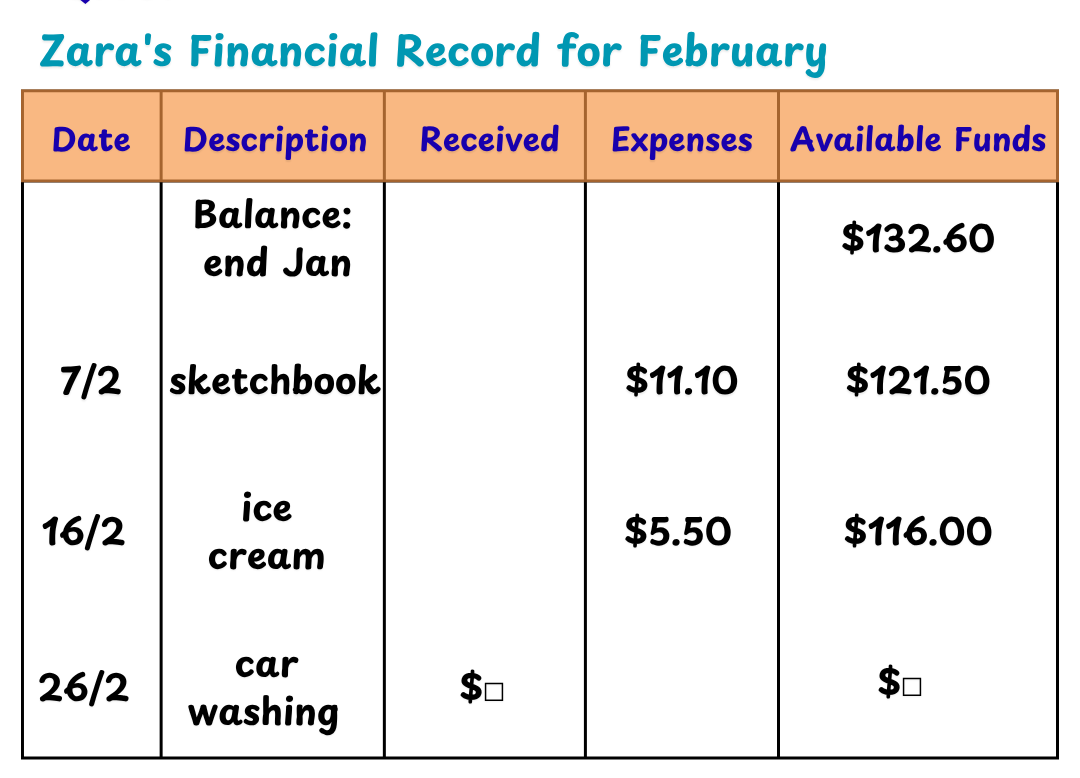 Zara's Financial Record for February
Date Description Received Expenses Available Funds
Balance:
end Jan
$132.60
7/2 sketchbook $11.10 $121.50
ice
cream
16/2 $5.50 $116.00
car
washing
26/2 $□ $□